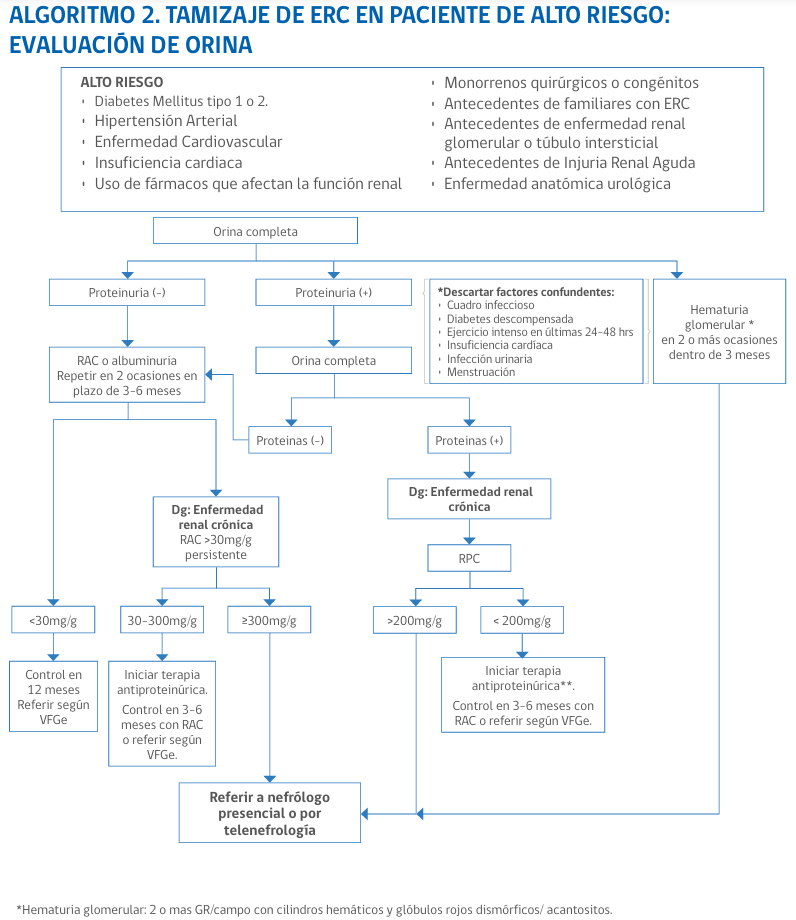 ALGORITMO 2. TAMIZAJE DE ERC EN PACIENTE DE ALTO RIESGO:
EVALUACIÓN DE ORINA
ALTO RIESGO
Diabetes Mellitus tipo 1 o 2.
Hipertensión Arterial
Enfermedad Cardiovascular
Insuficiencia cardiaca
Uso de fármacos que afectan la función renal
Monorrenos quirúrgicos o congénitos
Antecedentes de familiares con ERC
Antecedentes de enfermedad renal
glomerular o túbulo intersticial
Antecedentes de Injuria Renal Aguda
Enfermedad anatómica urológica
Orina completa
Proteinuria (-)
Proteinuria (+)
*Descartar factores confundentes:
Cuadro infeccioso
Diabetes descompensada
Ejercicio intenso en últimas 24-48 hrs
Insuficiencia cardíaca
Infección urinaria
Menstruación
Hematuria
glomerular *
en 2 o más ocasiones
dentro de 3 meses
RAC o albuminuria
Repetir en 2 ocasiones en
plazo de 3-6 meses
Orina completa
Proteinas (-)
Proteinas (+)
Dg: Enfermedad
renal crónica
RAC >30mg/g
persistente
Dg: Enfermedad renal
crónica
RPC
<30mg/g
30-300mg/g
≥300mg/g
>200mg/g
< 200mg/g
Control en
12 meses
Referir según
VFGe
Iniciar terapia
antiproteinúrica.
Control en 3-6
meses con RAC
o referir según
VFGe.
Iniciar terapia
antiproteinúrica**.
Control en 3-6 meses con
RAC o referir según VFGe.
Referir a nefrólogo
presencial o por
telenefrología
*Hematuria glomerular: 2 o mas GR/campo con cilindros hemáticos y glóbulos rojos dismórficos/ acantositos.